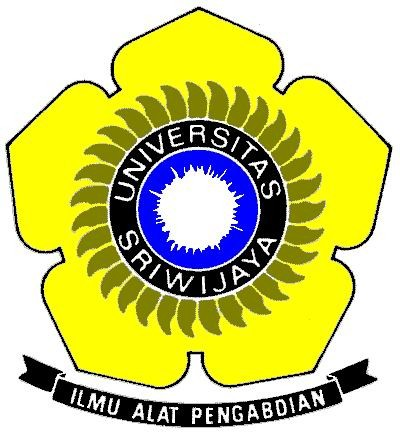 UNIVERSITAS
SRIWIJAYA
ILMU ALAT PENGABDIAN